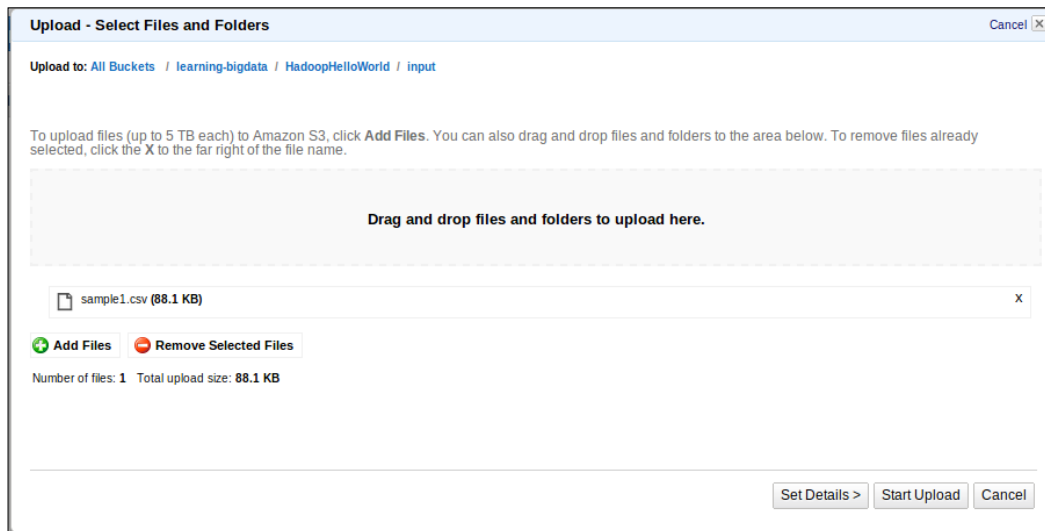 Upload - Select Files and Folders
Cancel X
Upload to: All Buckets / learning-bigdata / HadoopHelloWorld / input
To upload files (up to 5 TB each) to Amazon S3, click Add Files. You can also drag and drop files and folders to the area below. To remove files already
selected, click the X to the far right of the file name.
Drag and drop files and folders to upload here.
sample1.csv (88.1 KB) X
Add Files Remove Selected Files
Number of files: 1 Total upload size: 88.1 KB
Set Details > Start Upload Cancel